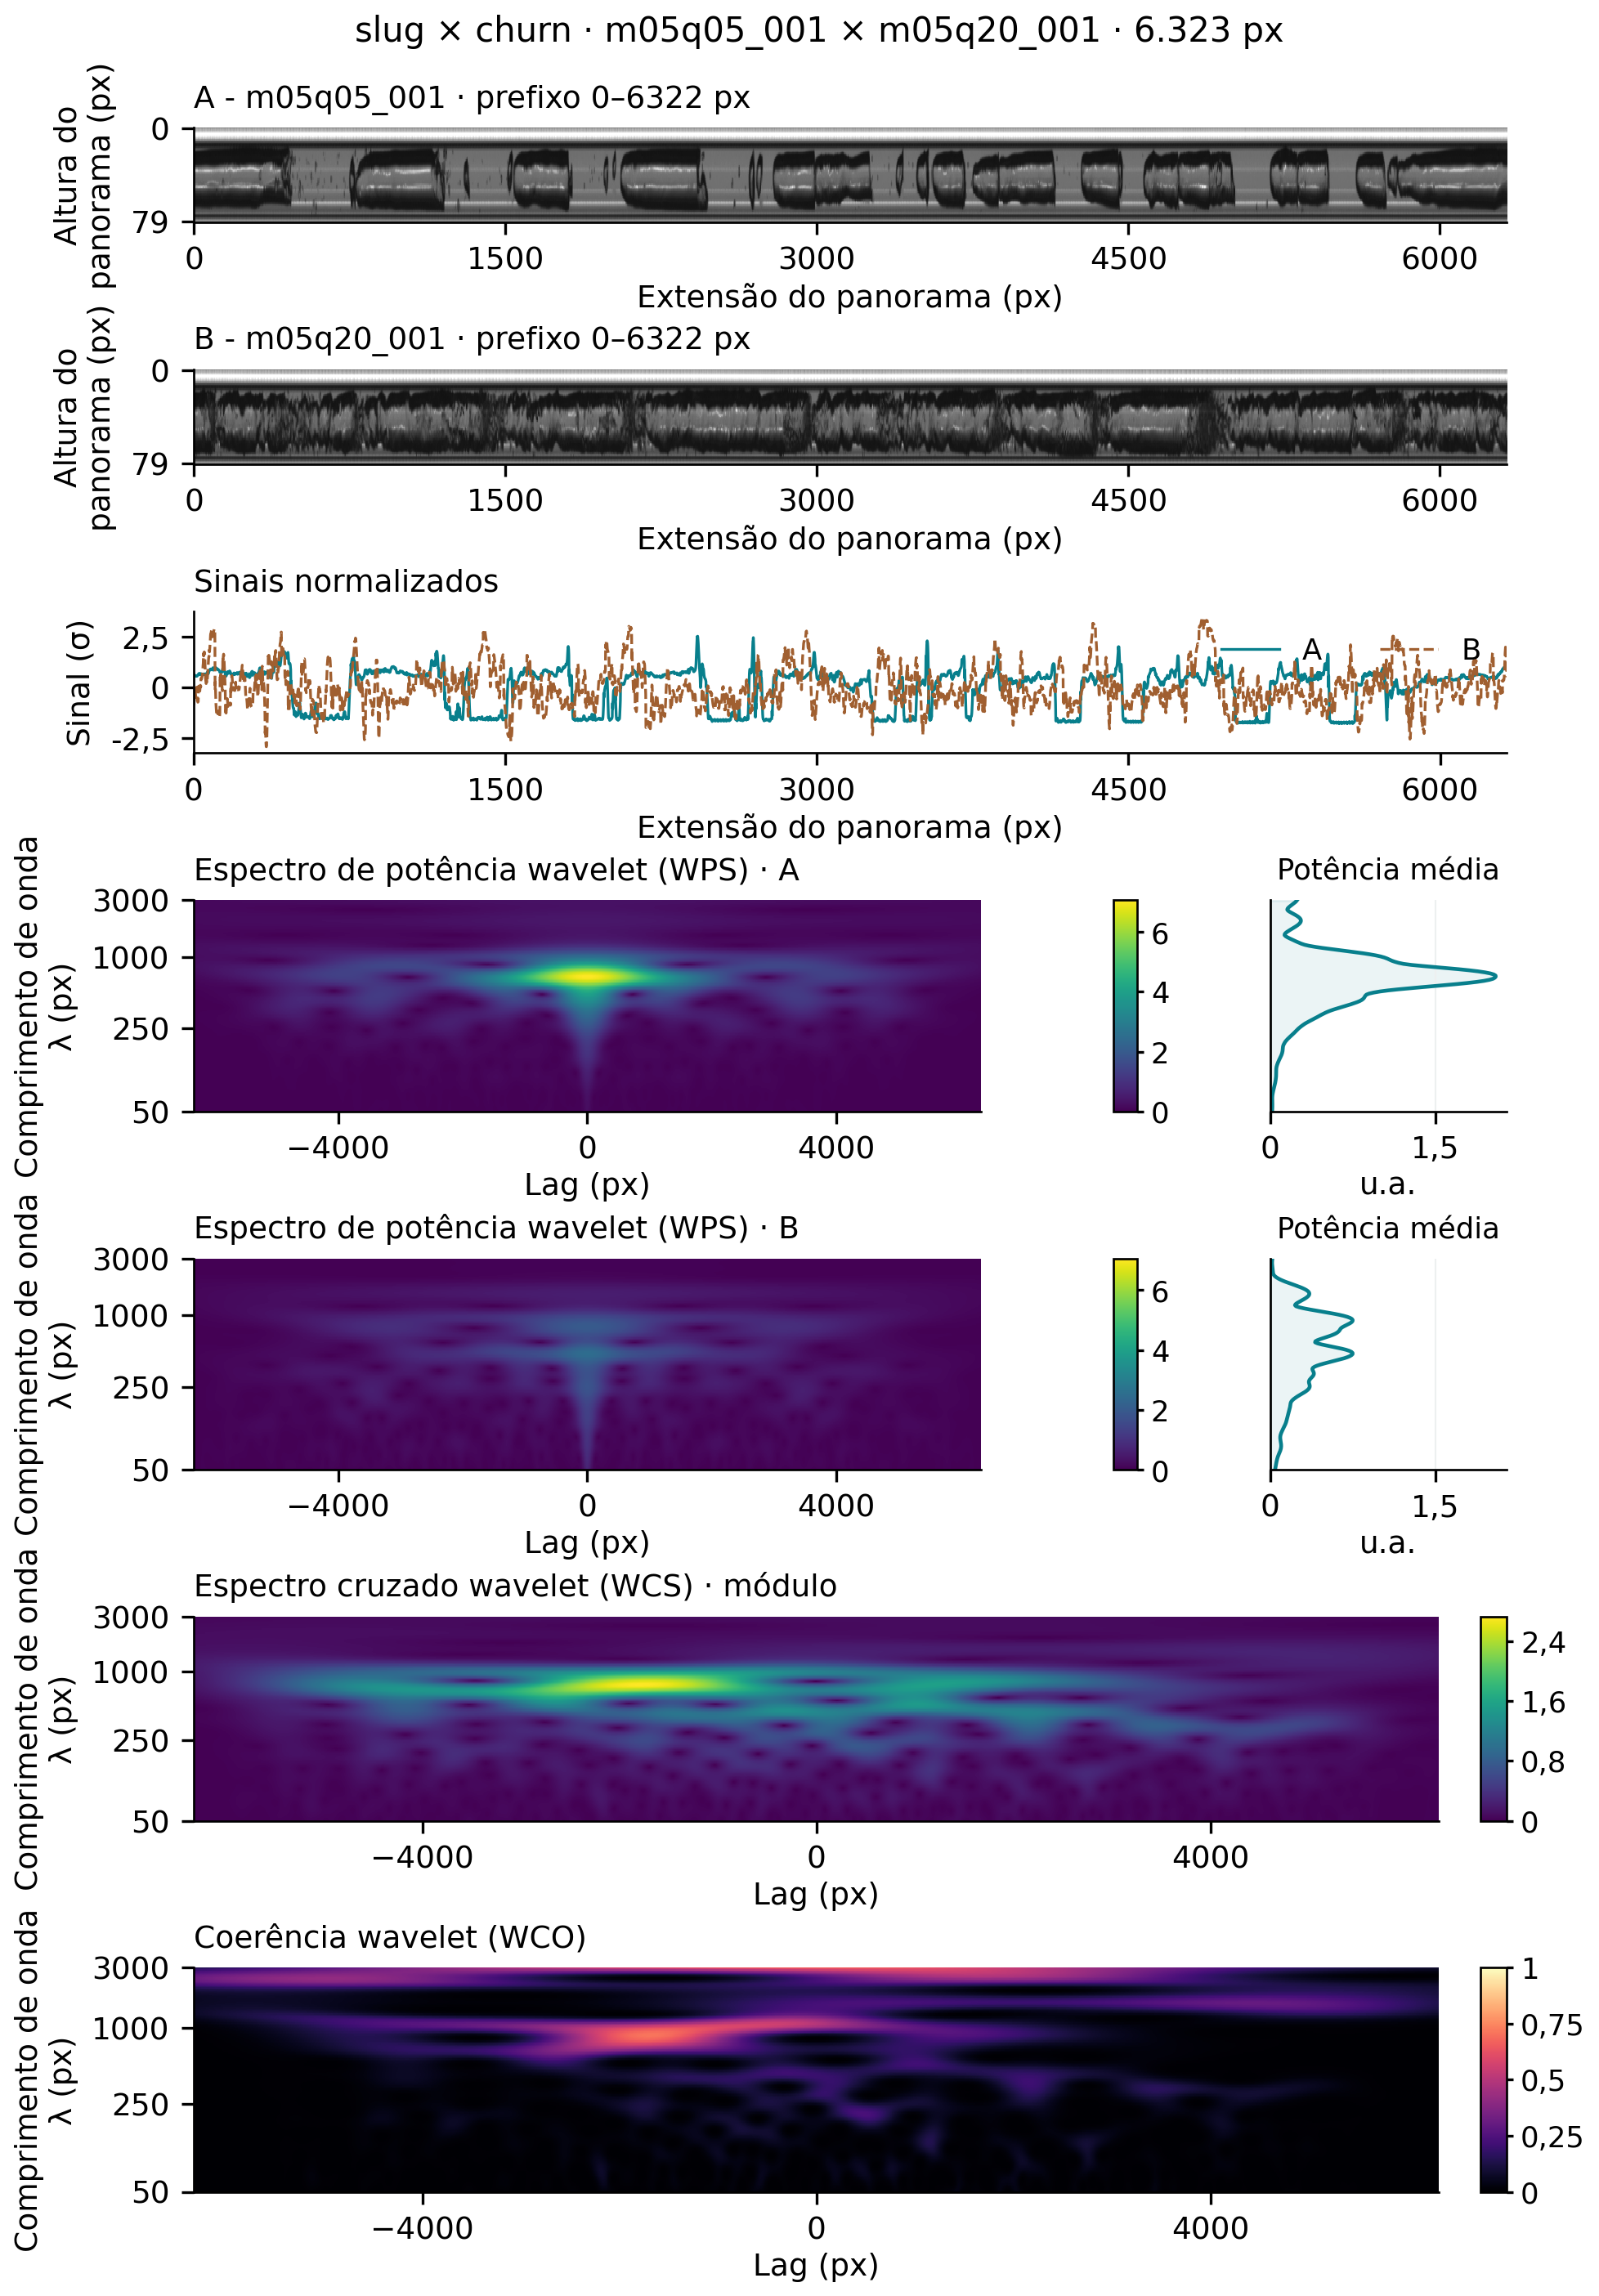 slug × churn · m05q05_001 × m05q20_001 · 6.323 px
A - m05q05_001 · prefixo 0–6322 px
Altura do
panorama (px)
0
79
0 1500 3000 4500 6000
Extensão do panorama (px)
B - m05q20_001 · prefixo 0–6322 px
Altura do
panorama (px)
0
79
0 1500 3000 4500 6000
Extensão do panorama (px)
Sinais normalizados
Sinal (σ)
2,5
0
-2,5
A B
0 1500 3000 4500 6000
Extensão do panorama (px)
Espectro de potência wavelet (WPS) · A
Comprimento de onda
λ (px)
3000
1000
250
50
−4000 0 4000
Lag (px)
6
4
2
0
Potência média
0 1,5
u.a.
Espectro de potência wavelet (WPS) · B
Comprimento de onda
λ (px)
3000
1000
250
50
−4000 0 4000
Lag (px)
6
4
2
0
Potência média
0 1,5
u.a.
Espectro cruzado wavelet (WCS) · módulo
Comprimento de onda
λ (px)
3000
1000
250
50
−4000 0 4000
Lag (px)
2,4
1,6
0,8
0
Coerência wavelet (WCO)
Comprimento de onda
λ (px)
3000
1000
250
50
−4000 0 4000
Lag (px)
1
0,75
0,5
0,25
0